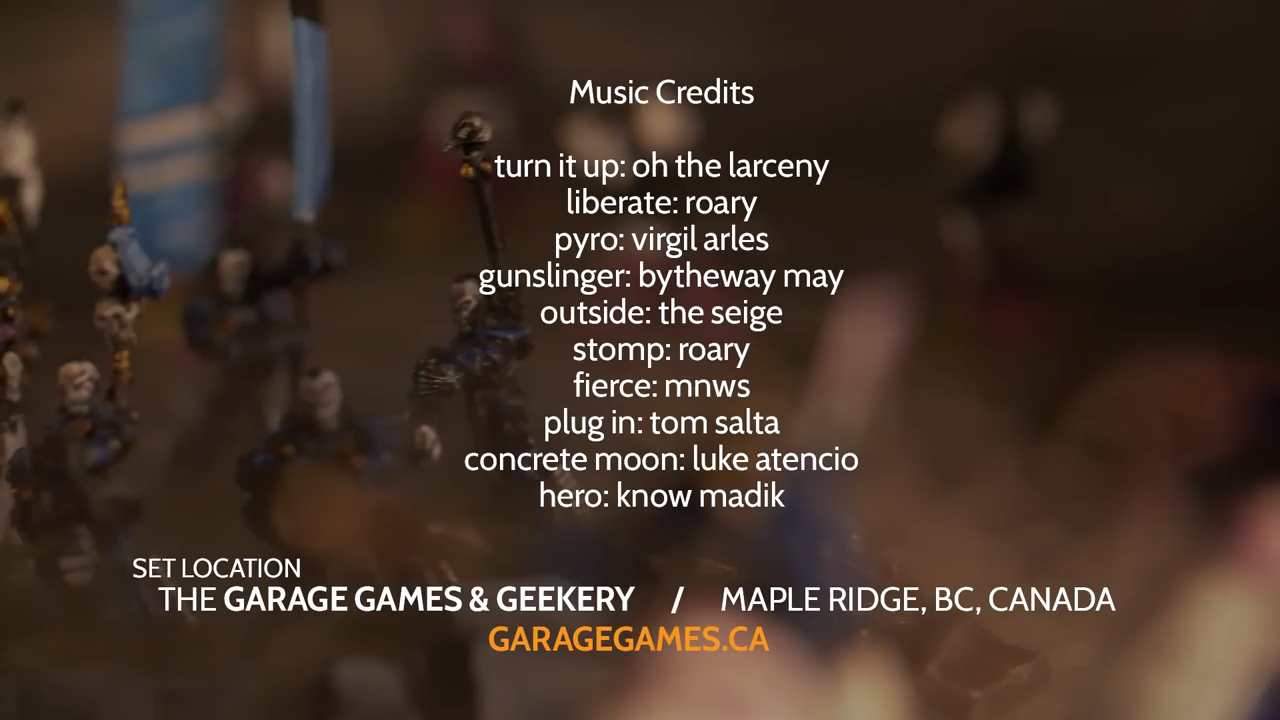 Music Credits
turn it up: oh the larceny
liberate: roary
pyro: virgil arles
gunslinger: bytheway may
outside: the seige
stomp: roary
fierce: mnws
plug in: tom salta
concrete moon: luke atencio
hero: know madik
SET LOCATION
THE GARAGE GAMES & GEEKERY / MAPLE RIDGE, BC, CANADA
GARAGEGAMES.CA